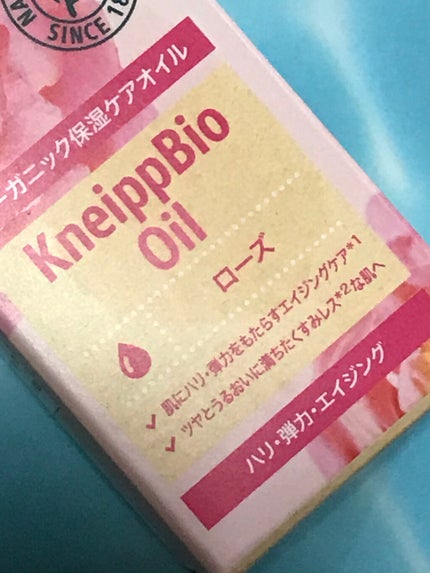 SINCE 18
ーガニック保湿ケアオイル
KneippBio
Oil
ローズ
✓ 肌にハリ・弾力をもたらすエイジングケア*1
✓ ツヤとうるおいに満ちたくすみレス*2な肌へ
ハリ・弾力・エイジング